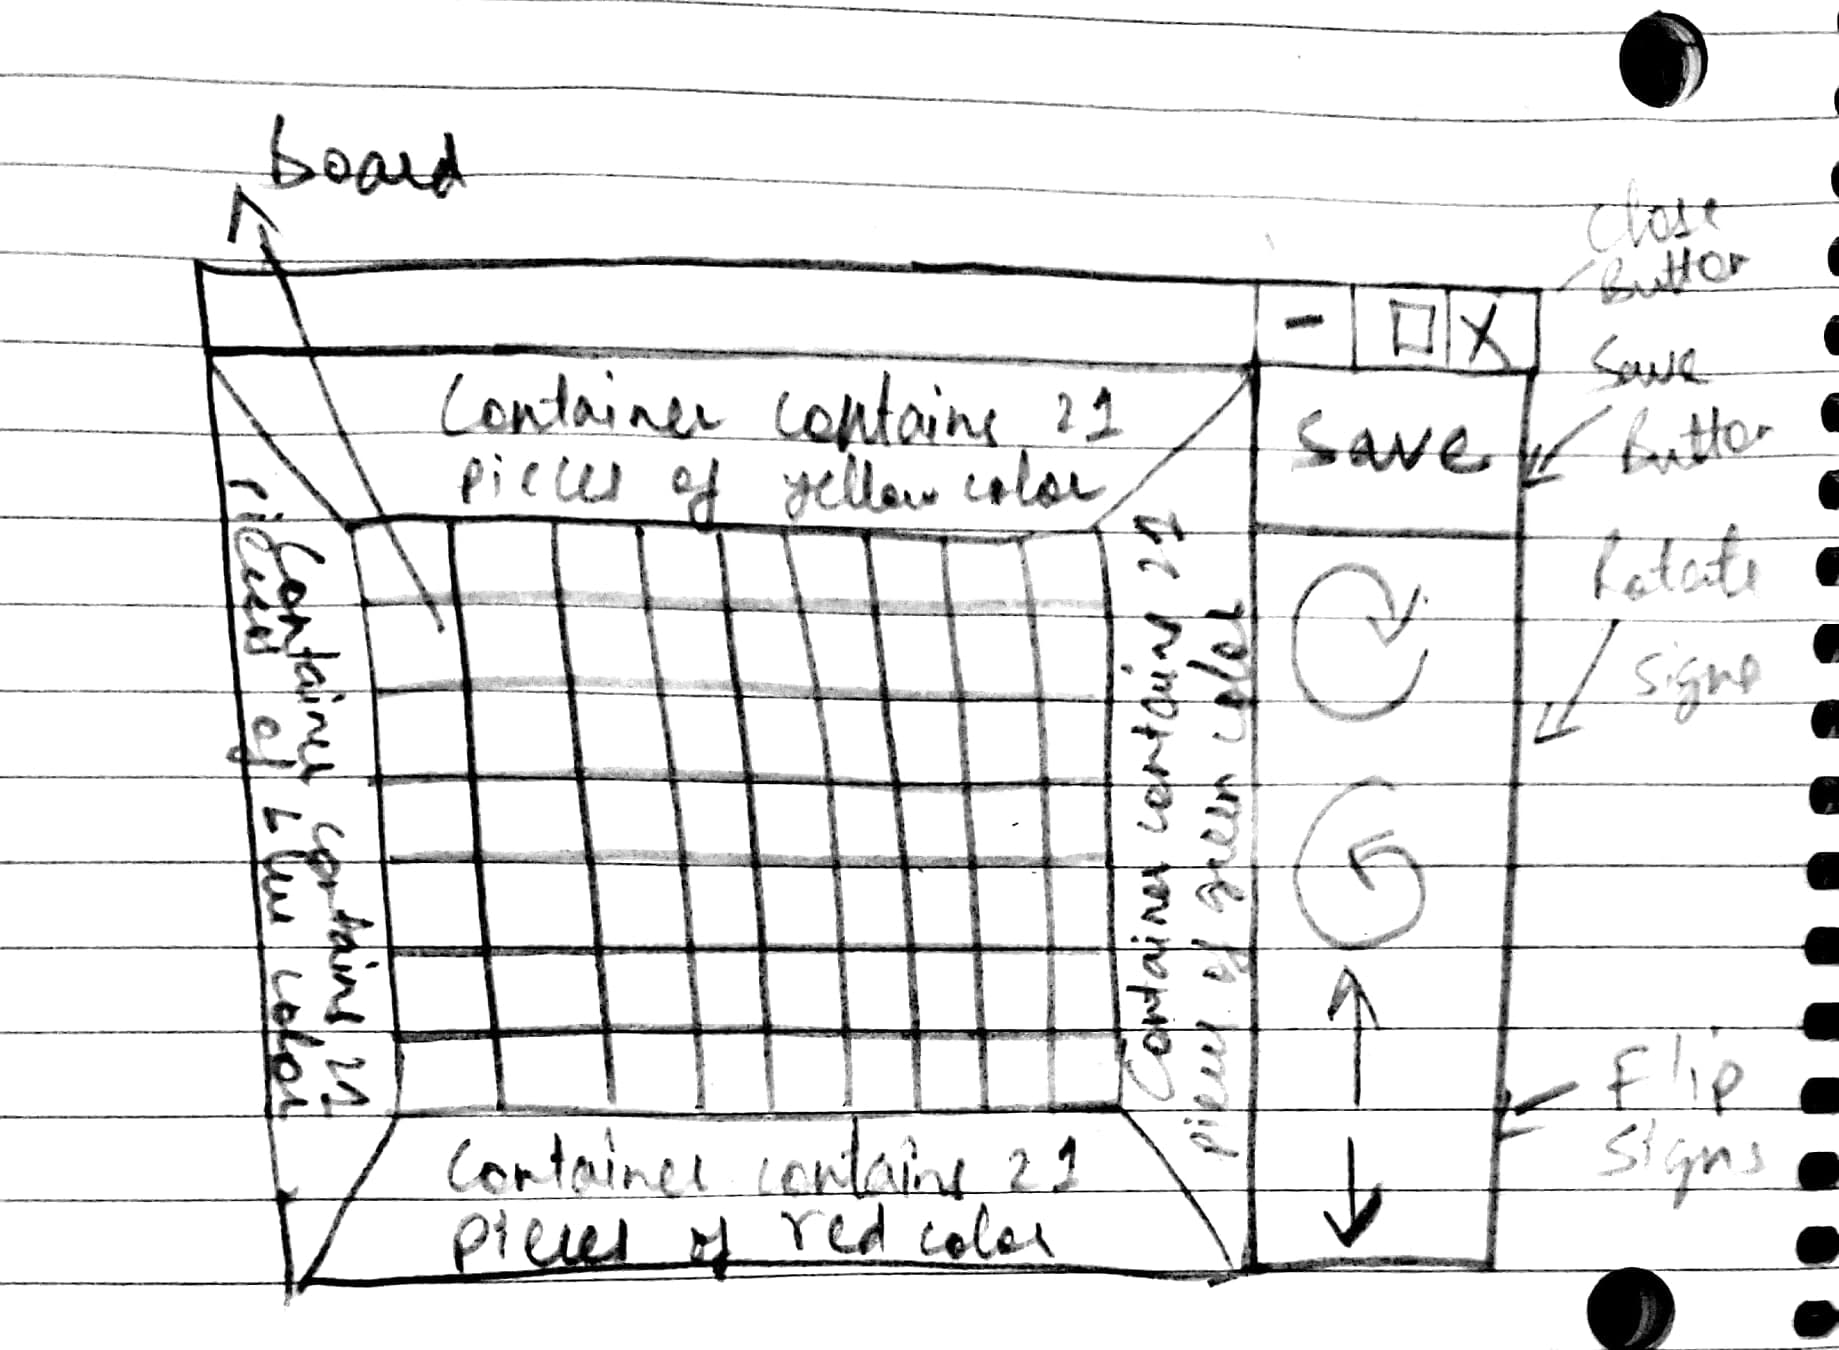 board
Close
Button
- □ X
Save
Button
Container contains 21
pieces of yellow color
Save
Container contains 21
pieces of blue color
Container contains 21
pieces of green color
Rotate
signs
Flip
signs
Container contains 21
pieces of red color